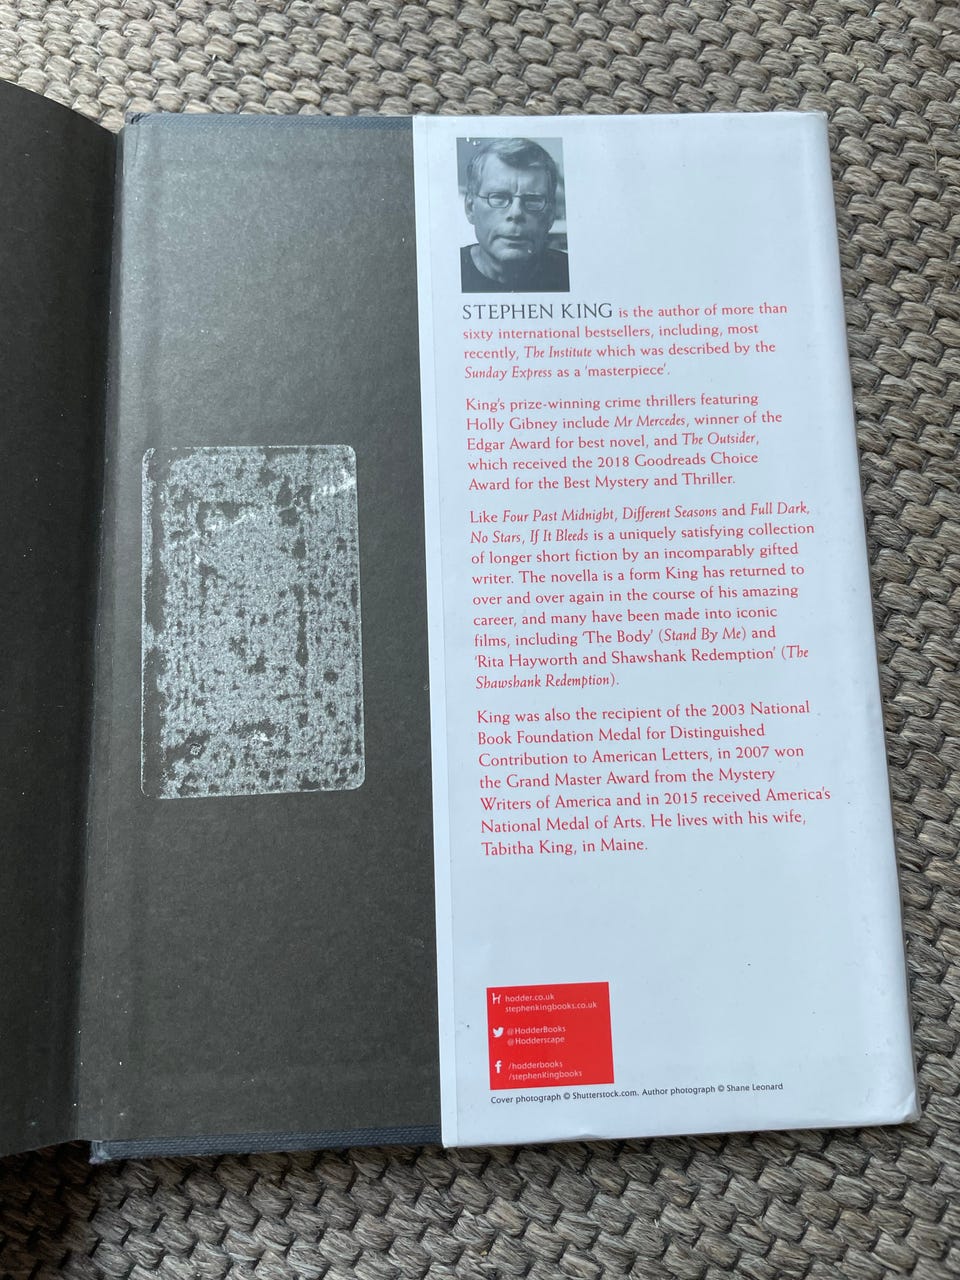 STEPHEN KING is the author of more than
sixty international bestsellers, including, most
recently, The Institute which was described by the
Sunday Express as a 'masterpiece'.
King's prize-winning crime thrillers featuring
Holly Gibney include Mr Mercedes, winner of the
Edgar Award for best novel, and The Outsider,
which received the 2018 Goodreads Choice
Award for the Best Mystery and Thriller.
Like Four Past Midnight, Different Seasons and Full Dark,
No Stars, If It Bleeds is a uniquely satisfying collection
of longer short fiction by an incomparably gifted
writer. The novella is a form King has returned to
over and over again in the course of his amazing
career, and many have been made into iconic
films, including 'The Body' (Stand By Me) and
'Rita Hayworth and Shawshank Redemption' (The
Shawshank Redemption).
King was also the recipient of the 2003 National
Book Foundation Medal for Distinguished
Contribution to American Letters, in 2007 won
the Grand Master Award from the Mystery
Writers of America and in 2015 received America's
National Medal of Arts. He lives with his wife,
Tabitha King, in Maine.
hodder.co.uk
stephenkingbooks.co.uk
@HodderBooks
@Hodderscape
/hodderbooks
/stephenKingbooks
Cover photograph © Shutterstock.com. Author photograph © Shane Leonard